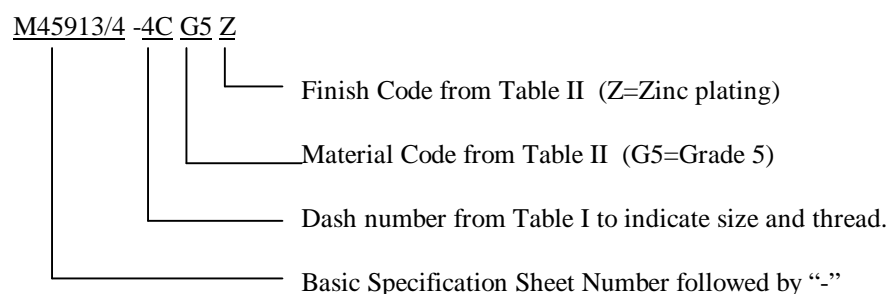 M45913/4 -4C G5 Z
Finish Code from Table II (Z=Zinc plating)
Material Code from Table II (G5=Grade 5)
Dash number from Table I to indicate size and thread.
Basic Specification Sheet Number followed by “-”